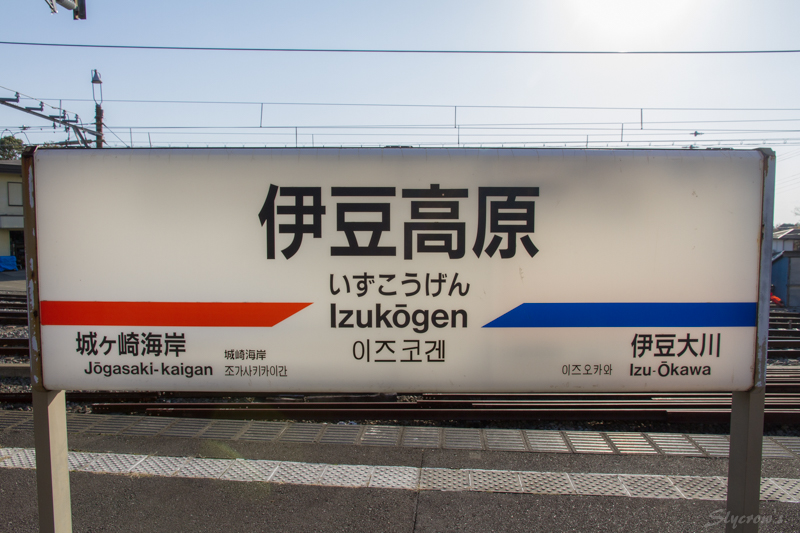 伊豆高原
いずこうげん
Izukōgen
이즈코겐
城ヶ崎海岸
Jōgasaki-kaigan
城崎海岸
조가사키카이간
伊豆大川
이즈오카와
Izu-Ōkawa
Slycrow's